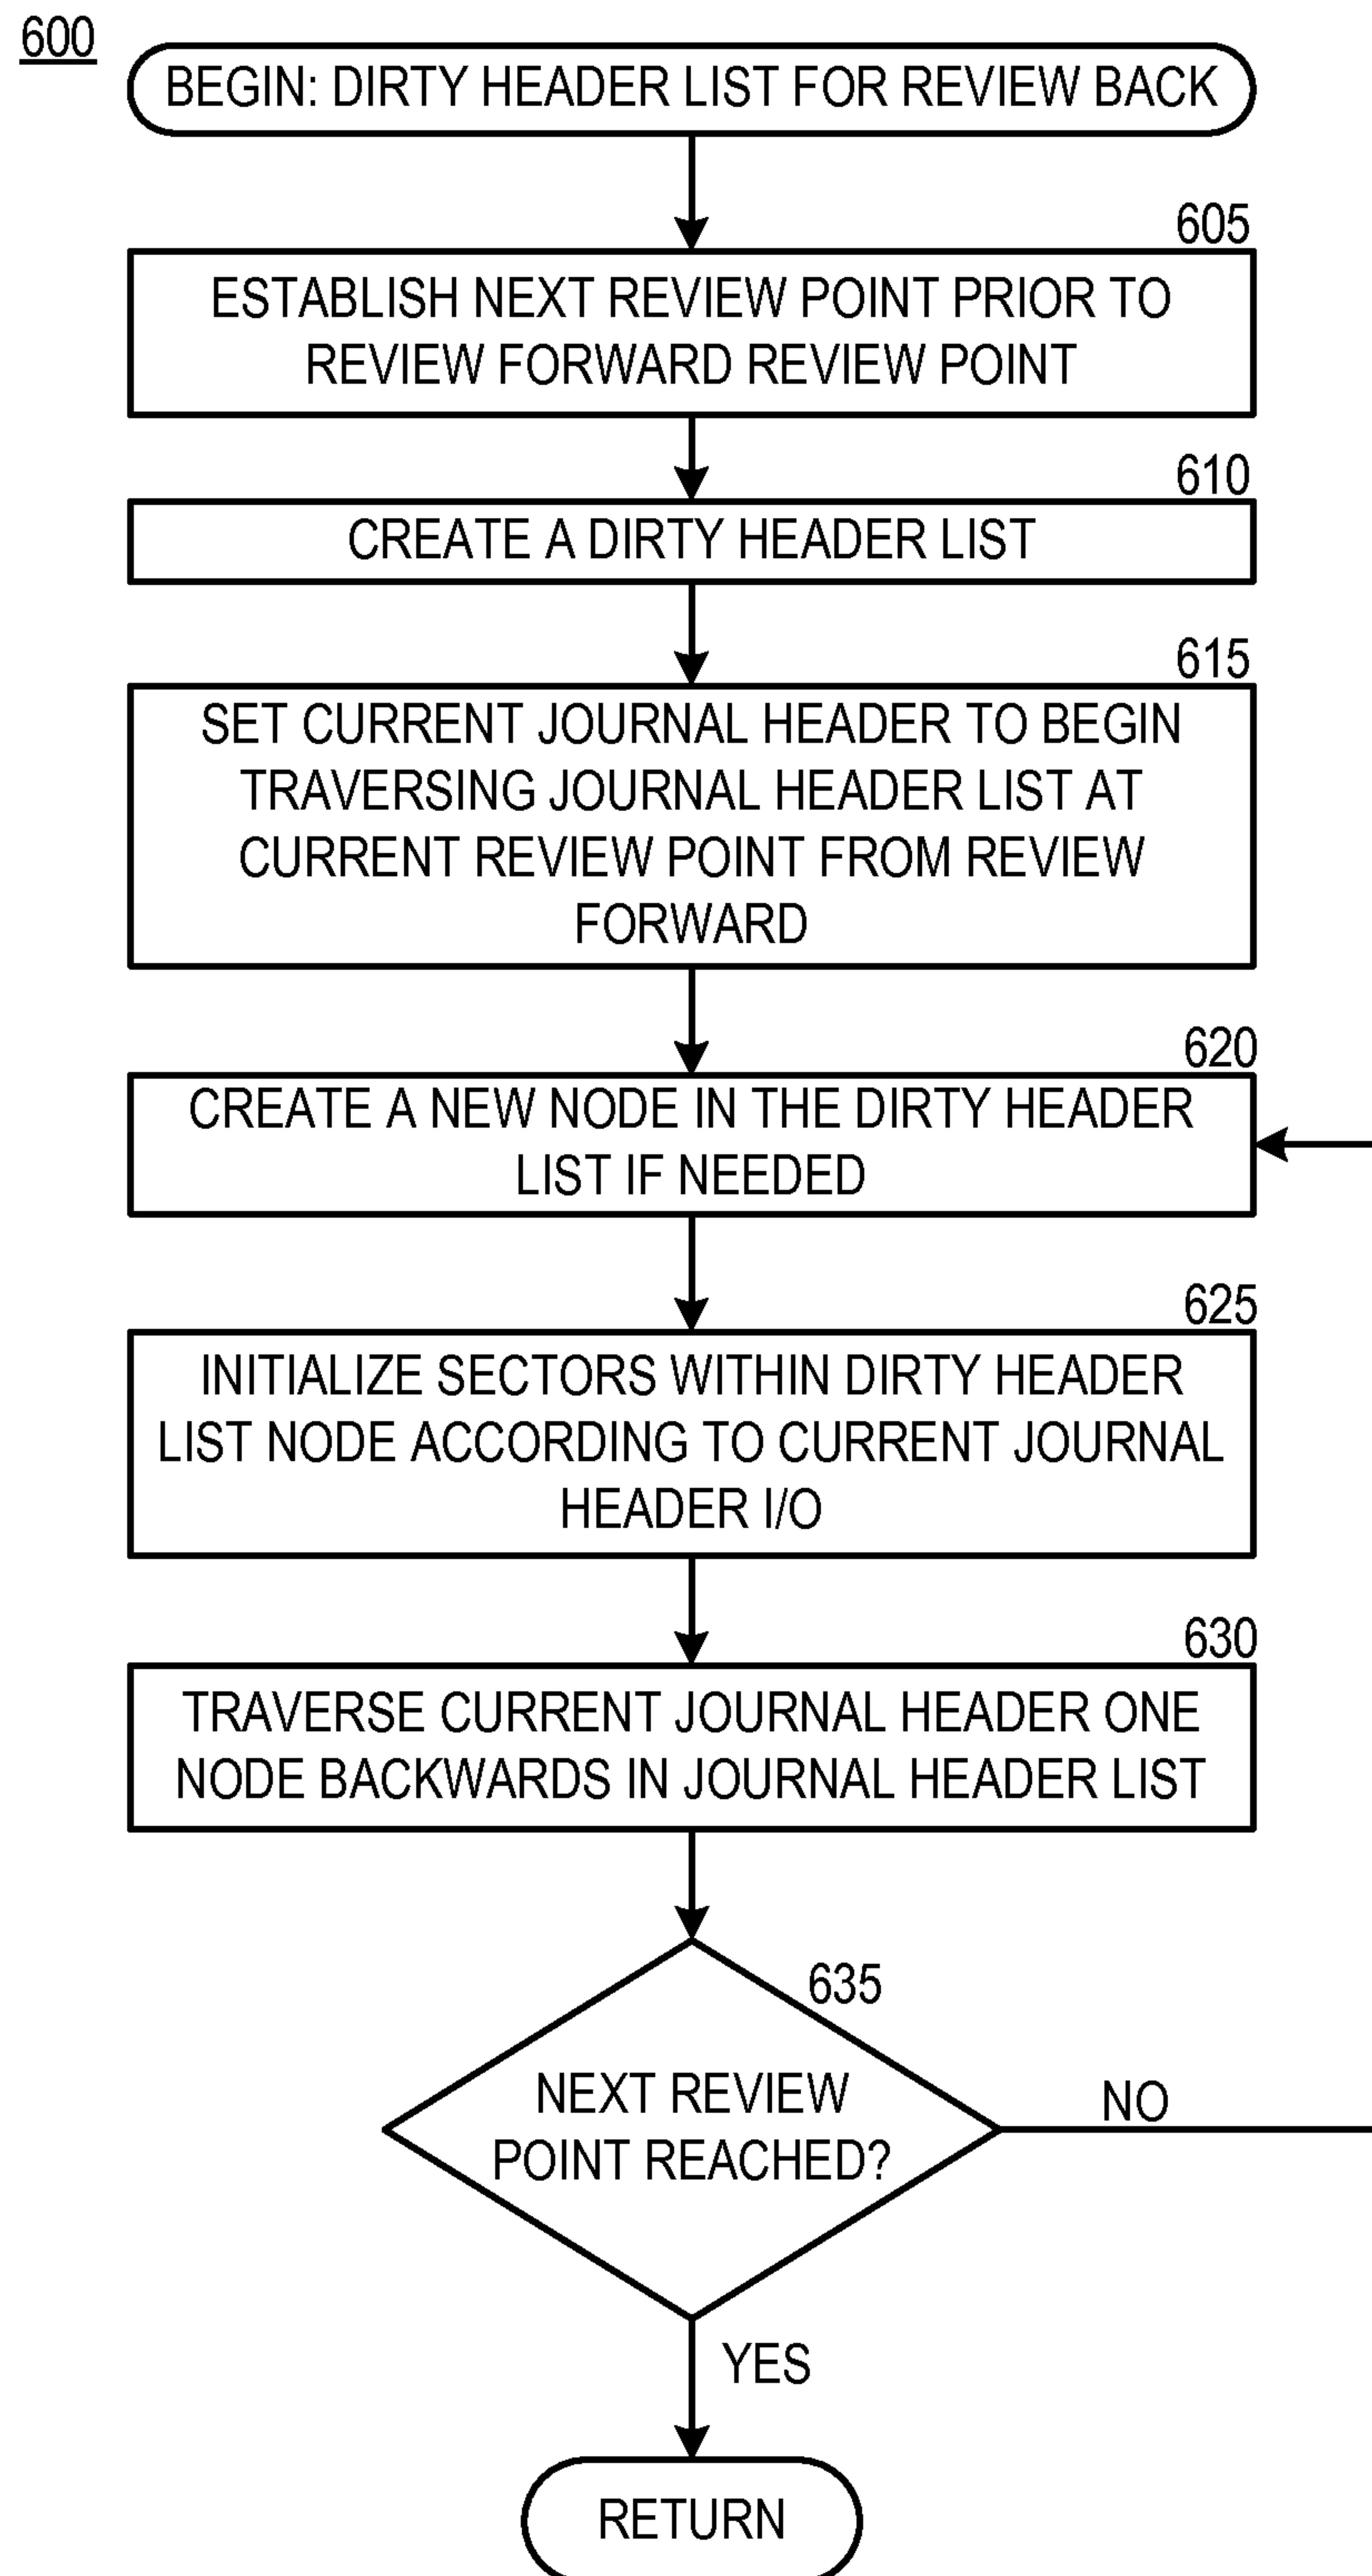 600
BEGIN: DIRTY HEADER LIST FOR REVIEW BACK
605
ESTABLISH NEXT REVIEW POINT PRIOR TO
REVIEW FORWARD REVIEW POINT
610
CREATE A DIRTY HEADER LIST
615
SET CURRENT JOURNAL HEADER TO BEGIN
TRAVERSING JOURNAL HEADER LIST AT
CURRENT REVIEW POINT FROM REVIEW
FORWARD
620
CREATE A NEW NODE IN THE DIRTY HEADER
LIST IF NEEDED
625
INITIALIZE SECTORS WITHIN DIRTY HEADER
LIST NODE ACCORDING TO CURRENT JOURNAL
HEADER I/O
630
TRAVERSE CURRENT JOURNAL HEADER ONE
NODE BACKWARDS IN JOURNAL HEADER LIST
635
NEXT REVIEW
POINT REACHED?
NO
YES
RETURN